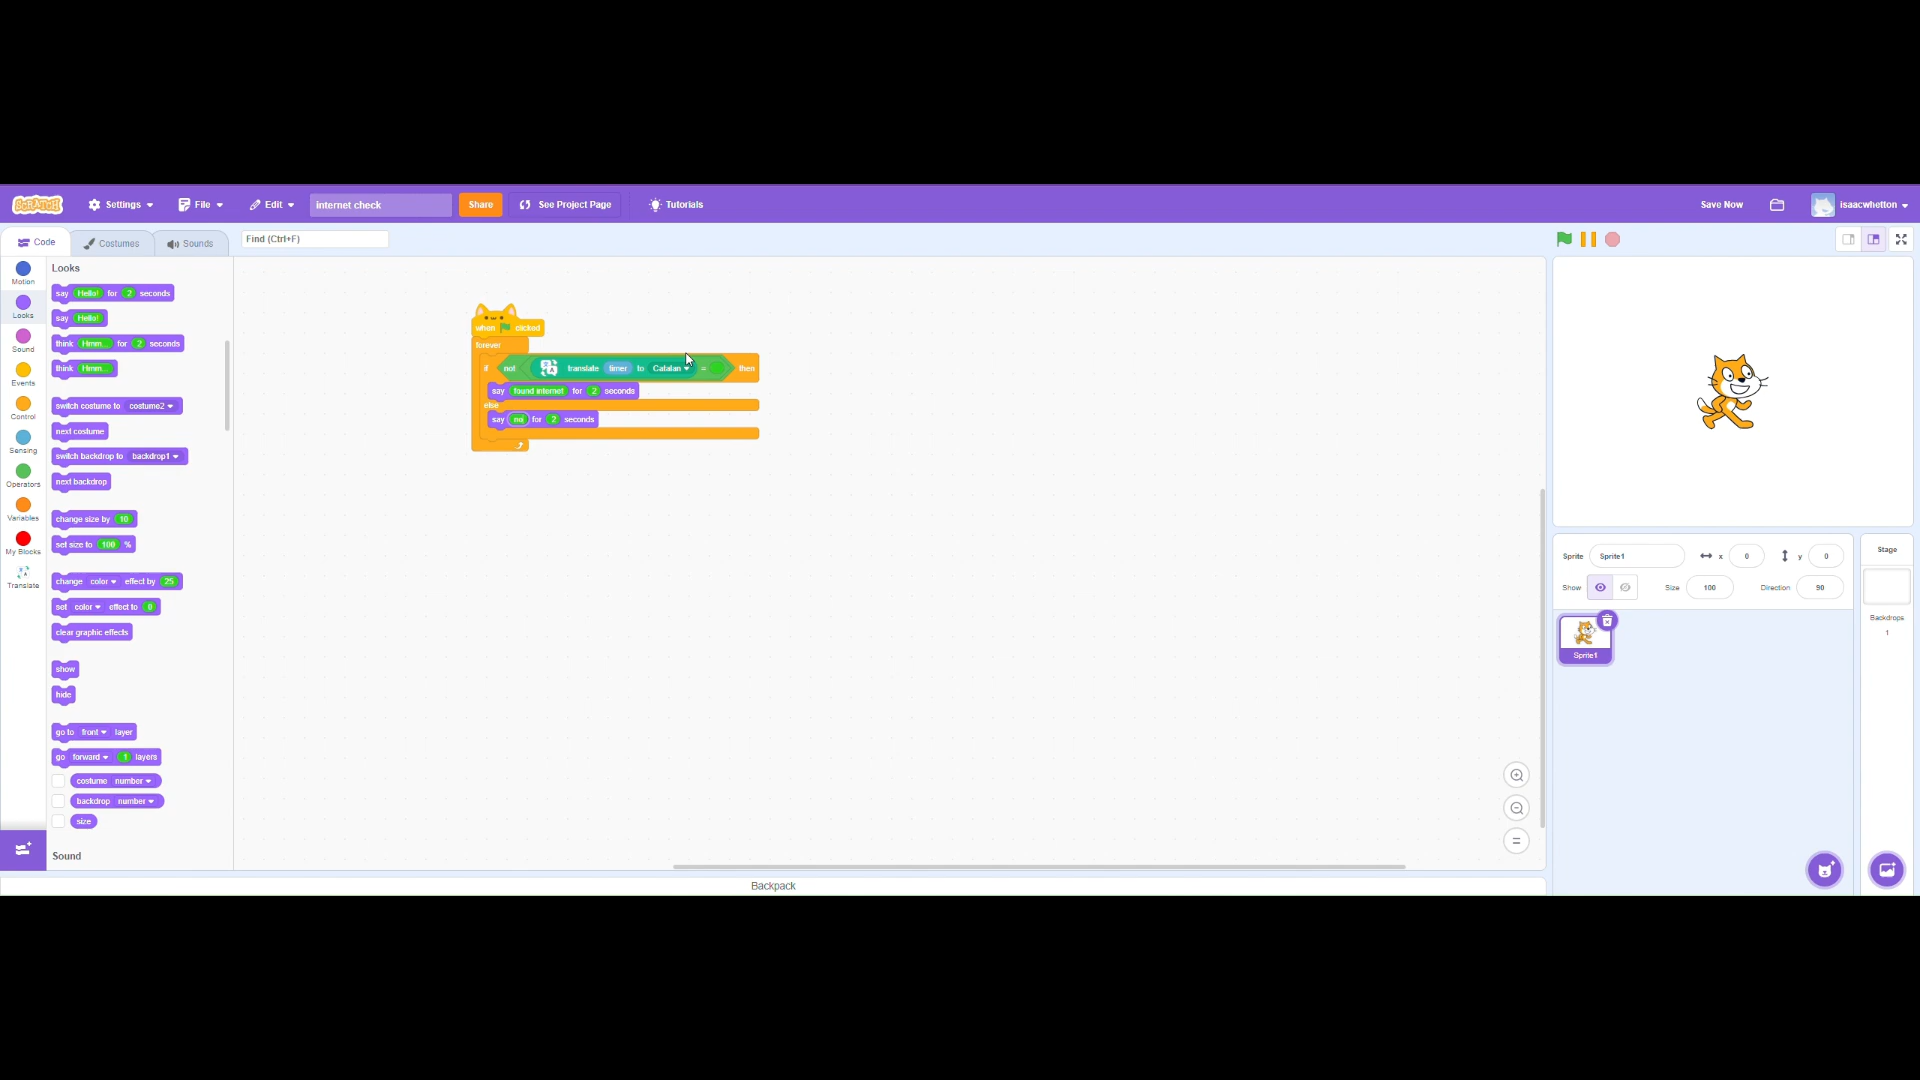 SCRATCH Settings File Edit internet check Share See Project Page Tutorials Save Now isaacwhetton
Code Costumes Sounds Find (Ctrl+F)
Motion
Looks
Sound
Events
Control
Sensing
Operators
Variables
My Blocks
Translate
Looks
say Hello! for 2 seconds
say Hello!
think Hmm... for 2 seconds
think Hmm...
switch costume to costume2
next costume
switch backdrop to backdrop1
next backdrop
change size by 10
set size to 100 %
change color effect by 25
set color effect to 0
clear graphic effects
show
hide
go to front layer
go forward 1 layers
costume number
backdrop number
size
Sound
when clicked
forever
if not translate timer to Catalan = then
say found internet for 2 seconds
else
say no for 2 seconds
Backpack
Sprite Sprite1 x 0 y 0
Show Size 100 Direction 90
Sprite1
Stage
Backdrops
1